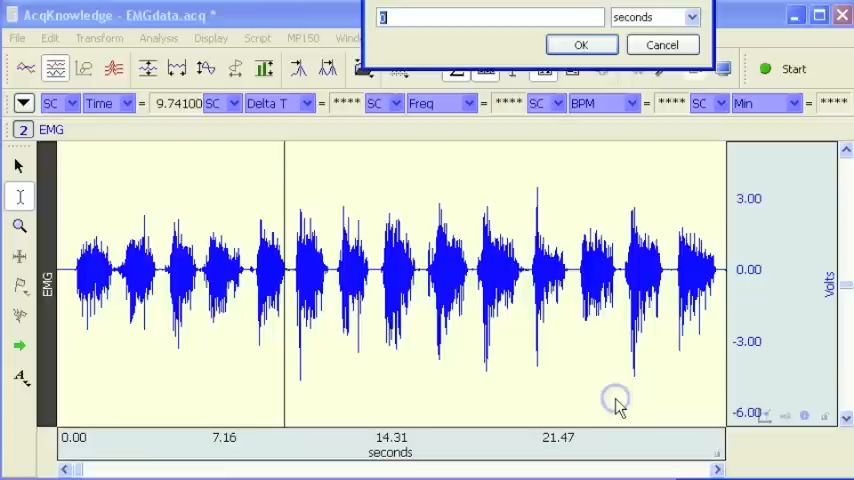 AcqKnowledge - EMGdata.acq *
0 seconds
OK Cancel
File Edit Transform Analysis Display Script MP150
Start
SC Time = 9.74100 SC Delta T = **** SC Freq = **** SC BPM = **** SC Min = ****
2 EMG
EMG
3.00
0.00
-3.00
-6.00
Volts
0.00 7.16 14.31 21.47
seconds